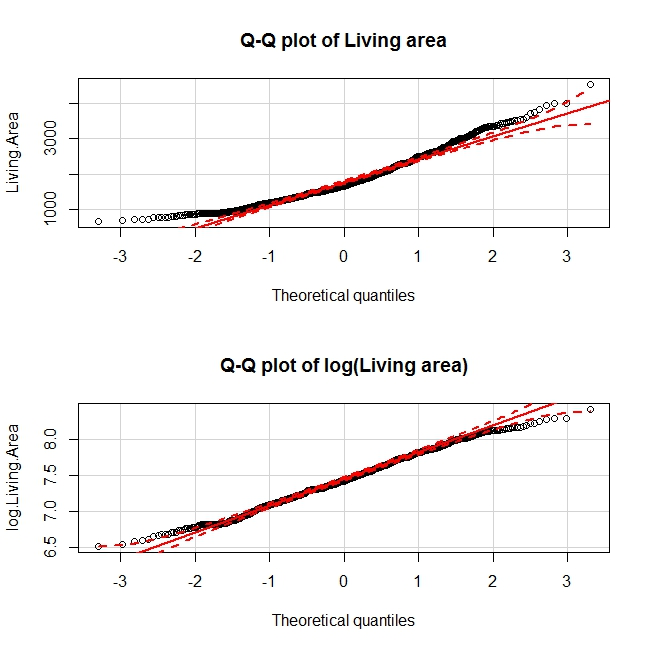 Q-Q plot of Living area
Living.Area
3000
1000
-3 -2 -1 0 1 2 3
Theoretical quantiles
Q-Q plot of log(Living area)
log.Living.Area
8.0
7.5
7.0
6.5
-3 -2 -1 0 1 2 3
Theoretical quantiles